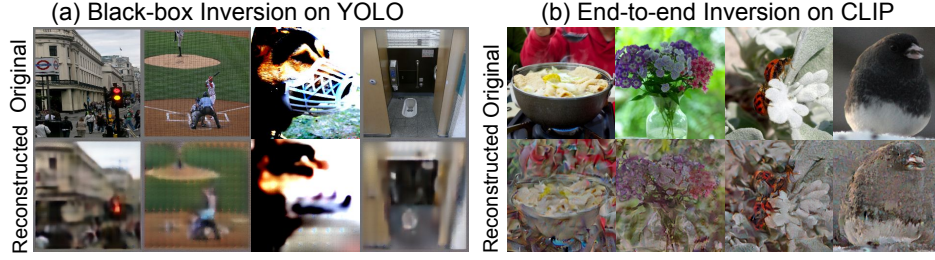 (a) Black-box Inversion on YOLO
(b) End-to-end Inversion on CLIP
Reconstructed Original
Reconstructed Original